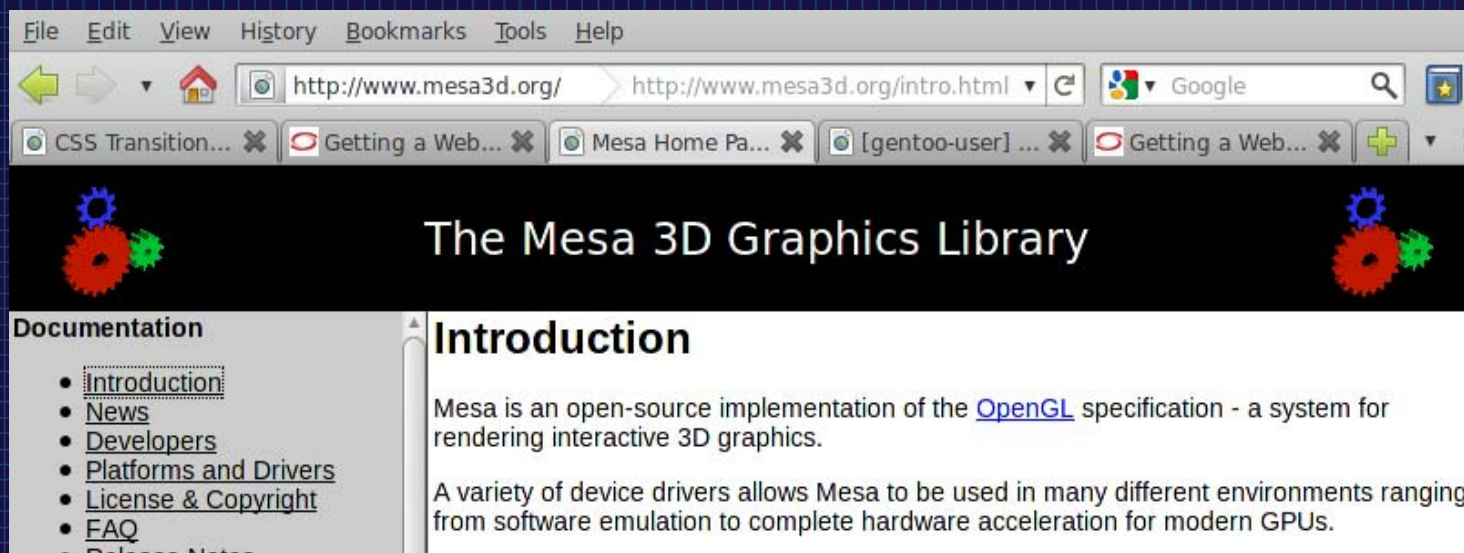 File Edit View History Bookmarks Tools Help
http://www.mesa3d.org/ http://www.mesa3d.org/intro.html Google
CSS Transition... Getting a Web... Mesa Home Pa... [gentoo-user] ... Getting a Web...
The Mesa 3D Graphics Library
Documentation
Introduction
News
Developers
Platforms and Drivers
License & Copyright
FAQ
Release Notes
Introduction
Mesa is an open-source implementation of the OpenGL specification - a system for
rendering interactive 3D graphics.
A variety of device drivers allows Mesa to be used in many different environments ranging
from software emulation to complete hardware acceleration for modern GPUs.